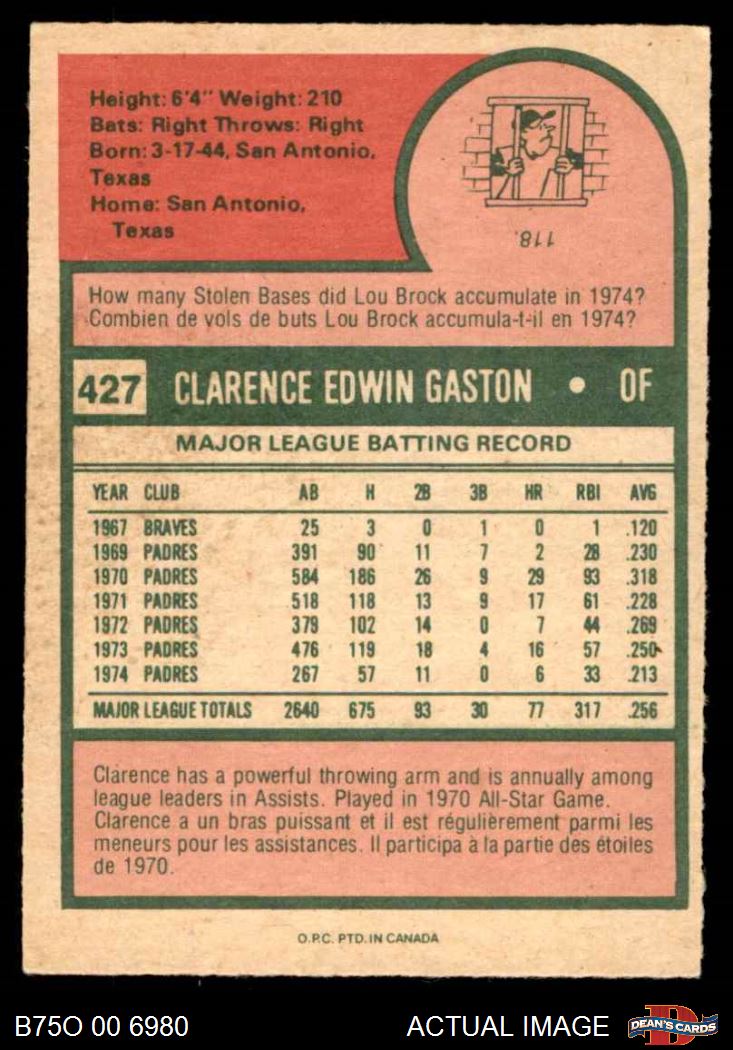 Height: 6'4" Weight: 210
Bats: Right Throws: Right
Born: 3-17-44, San Antonio,
Texas
Home: San Antonio,
Texas
118.
How many Stolen Bases did Lou Brock accumulate in 1974?
Combien de vols de buts Lou Brock accumula-t-il en 1974?
427 CLARENCE EDWIN GASTON • OF
MAJOR LEAGUE BATTING RECORD
YEAR CLUB AB H 2B 3B HR RBI AVG
1967 BRAVES 25 3 0 1 0 1 .120
1969 PADRES 391 90 11 7 2 28 .230
1970 PADRES 584 186 26 9 29 93 .318
1971 PADRES 518 118 13 9 17 61 .228
1972 PADRES 379 102 14 0 7 44 .269
1973 PADRES 476 119 18 4 16 57 .250
1974 PADRES 267 57 11 0 6 33 .213
MAJOR LEAGUE TOTALS 2640 675 93 30 77 317 .256
Clarence has a powerful throwing arm and is annually among
league leaders in Assists. Played in 1970 All-Star Game.
Clarence a un bras puissant et il est régulièrement parmi les
meneurs pour les assistances. Il participa à la partie des étoiles
de 1970.
O.P.C. PTD. IN CANADA
B75O 00 6980 ACTUAL IMAGE D DEAN'S CARDS